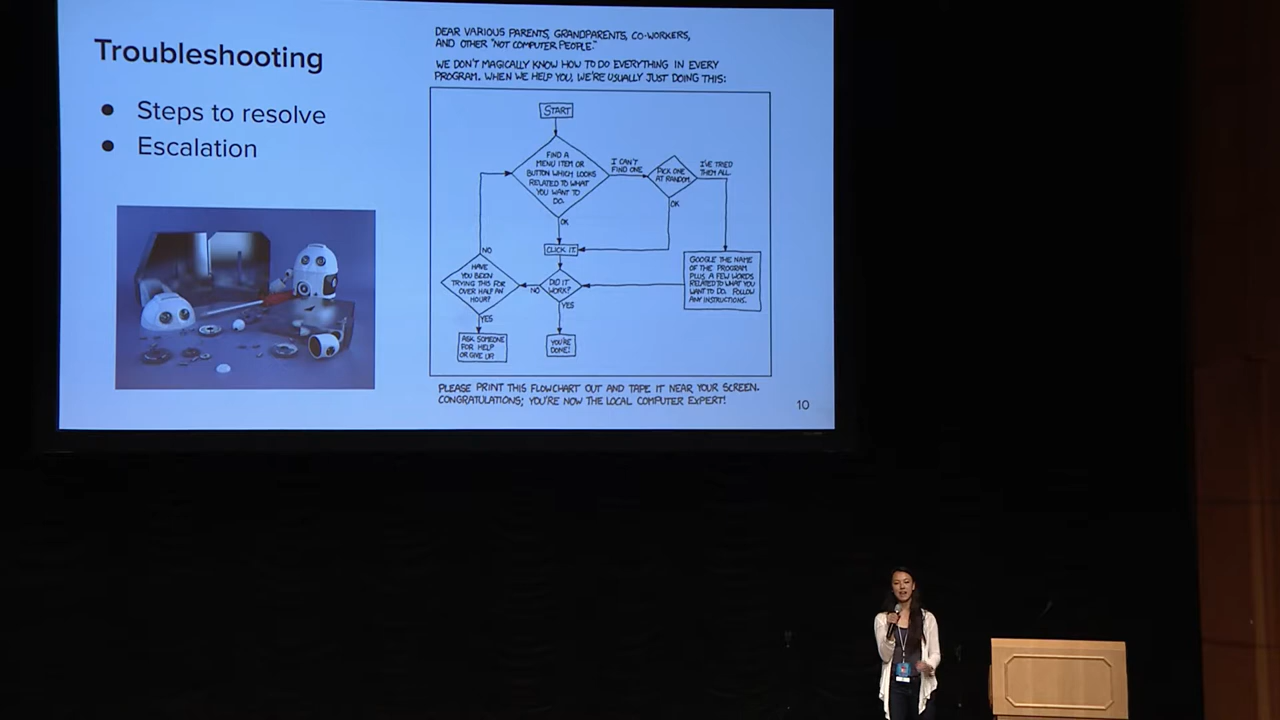 Troubleshooting
● Steps to resolve
● Escalation
DEAR VARIOUS PARENTS, GRANDPARENTS, CO-WORKERS,
AND OTHER "NOT COMPUTER PEOPLE."
WE DON'T MAGICALLY KNOW HOW TO DO EVERYTHING IN EVERY
PROGRAM. WHEN WE HELP YOU, WE'RE USUALLY JUST DOING THIS:
START
FIND A
MENU ITEM OR
BUTTON WHICH LOOKS
RELATED TO WHAT
YOU WANT TO
DO.
I CAN'T
FIND ONE
PICK ONE
AT RANDOM.
I'VE TRIED
THEM ALL
OK
OK
CLICK IT.
NO
HAVE
YOU BEEN
TRYING THIS FOR
OVER HALF AN
HOUR?
NO
DID IT
WORK?
GOOGLE THE NAME
OF THE PROGRAM
PLUS A FEW WORDS
RELATED TO WHAT YOU
WANT TO DO. FOLLOW
ANY INSTRUCTIONS.
YES
YES
ASK SOMEONE
FOR HELP
OR GIVE UP.
YOU'RE
DONE!
PLEASE PRINT THIS FLOWCHART OUT AND TAPE IT NEAR YOUR SCREEN.
CONGRATULATIONS; YOU'RE NOW THE LOCAL COMPUTER EXPERT!
10